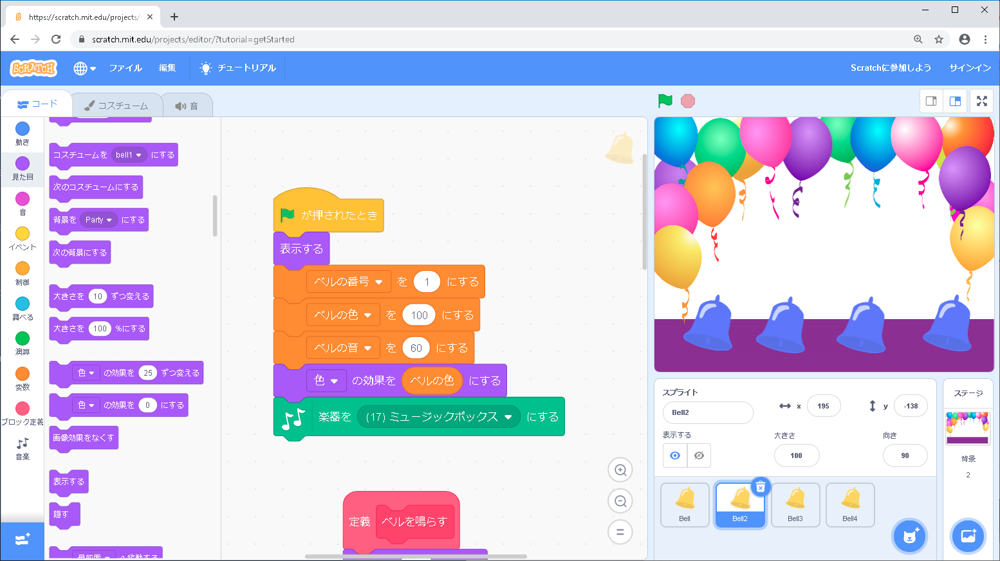 https://scratch.mit.edu/projects/
scratch.mit.edu/projects/editor/?tutorial=getStarted
SCRATCH
ファイル
編集
チュートリアル
Scratchに参加しよう
サインイン
コード
コスチューム
音
動き
見た目
音
イベント
制御
調べる
演算
変数
ブロック定義
音楽
コスチュームを bell1 にする
次のコスチュームにする
背景を Party にする
次の背景にする
大きさを 10 ずつ変える
大きさを 100 %にする
色 の効果を 25 ずつ変える
色 の効果を 0 にする
画像効果をなくす
表示する
隠す
最前面 へ移動する
が押されたとき
表示する
ベルの番号 を 1 にする
ベルの色 を 100 にする
ベルの音 を 60 にする
色 の効果を ベルの色 にする
楽器を (17) ミュージックボックス にする
定義 ベルを鳴らす
スプライト
Bell2
x 195
y -138
表示する
大きさ
100
向き
90
Bell
Bell2
Bell3
Bell4
ステージ
背景
2